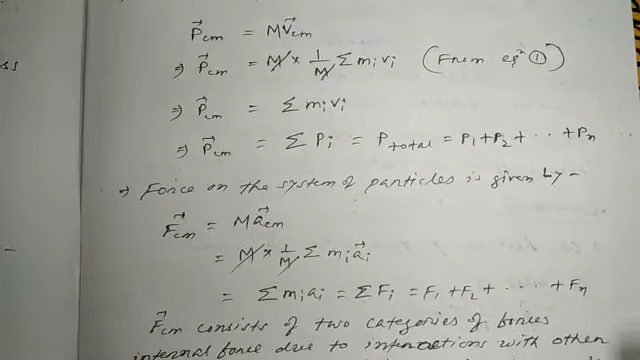 ss
P⃗cm = MV⃗cm
⇒ P⃗cm = M × 1/M Σ miVi (From eqⁿ ①)
⇒ P⃗cm = Σ miVi
⇒ P⃗cm = Σ Pi = Ptotal = P1 + P2 + ... + Pn
→ Force on the system of particles is given by -
F⃗cm = Ma⃗cm
= M × 1/M Σ mia⃗i
= Σ miai = Σ Fi = F1 + F2 + ... + Fn
F⃗cm consists of two categories of forces
internal force due to interactions with other